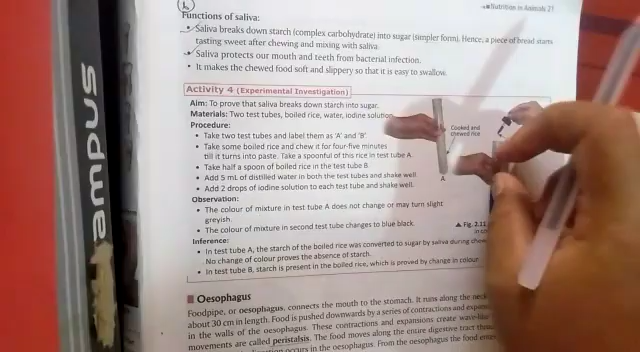 Nutrition in Animals 21
Functions of saliva:
• Saliva breaks down starch (complex carbohydrate) into sugar (simpler form). Hence, a piece of bread starts
tasting sweet after chewing and mixing with saliva.
• Saliva protects our mouth and teeth from bacterial infection.
• It makes the chewed food soft and slippery so that it is easy to swallow.
Activity 4 (Experimental Investigation)
Aim: To prove that saliva breaks down starch into sugar.
Materials: Two test tubes, boiled rice, water, iodine solution
Procedure:
• Take two test tubes and label them as 'A' and 'B'.
• Take some boiled rice and chew it for four-five minutes
till it turns into paste. Take a spoonful of this rice in test tube A.
• Take half a spoon of boiled rice in the test tube B.
• Add 5 mL of distilled water in both the test tubes and shake well.
• Add 2 drops of iodine solution to each test tube and shake well.
Cooked and
chewed rice
A
Observation:
• The colour of mixture in test tube A does not change or may turn slight
greyish.
• The colour of mixture in second test tube changes to blue black.
▲ Fig. 2.11
Inference:
• In test tube A, the starch of the boiled rice was converted to sugar by saliva during
No change of colour proves the absence of starch.
• In test tube B, starch is present in the boiled rice, which is proved by change in colour
Oesophagus
Foodpipe, or oesophagus, connects the mouth to the stomach. It runs along the neck
about 30 cm in length. Food is pushed downwards by a series of contractions and
in the walls of the oesophagus. These contractions and expansions create wave-like
movements are called peristalsis. The food moves along the entire digestive tract
occurs in the oesophagus. From the oesophagus the food
ampus